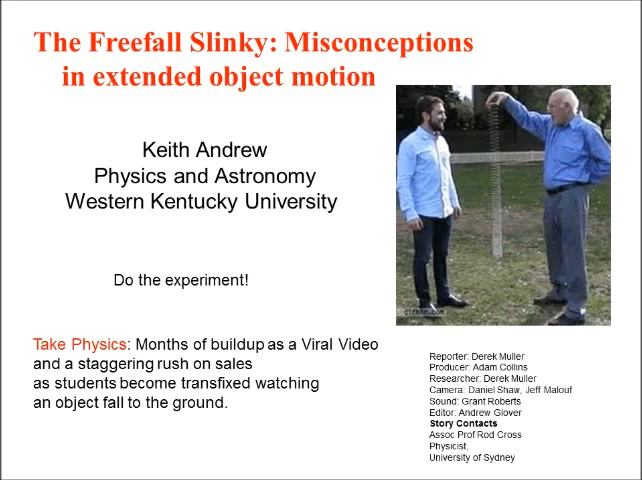 The Freefall Slinky: Misconceptions
in extended object motion
Keith Andrew
Physics and Astronomy
Western Kentucky University
Do the experiment!
Take Physics: Months of buildup as a Viral Video
and a staggering rush on sales
as students become transfixed watching
an object fall to the ground.
gifbin.com
Reporter: Derek Muller
Producer: Adam Collins
Researcher: Derek Muller
Camera: Daniel Shaw, Jeff Malouf
Sound: Grant Roberts
Editor: Andrew Glover
Story Contacts
Assoc Prof Rod Cross
Physicist,
University of Sydney